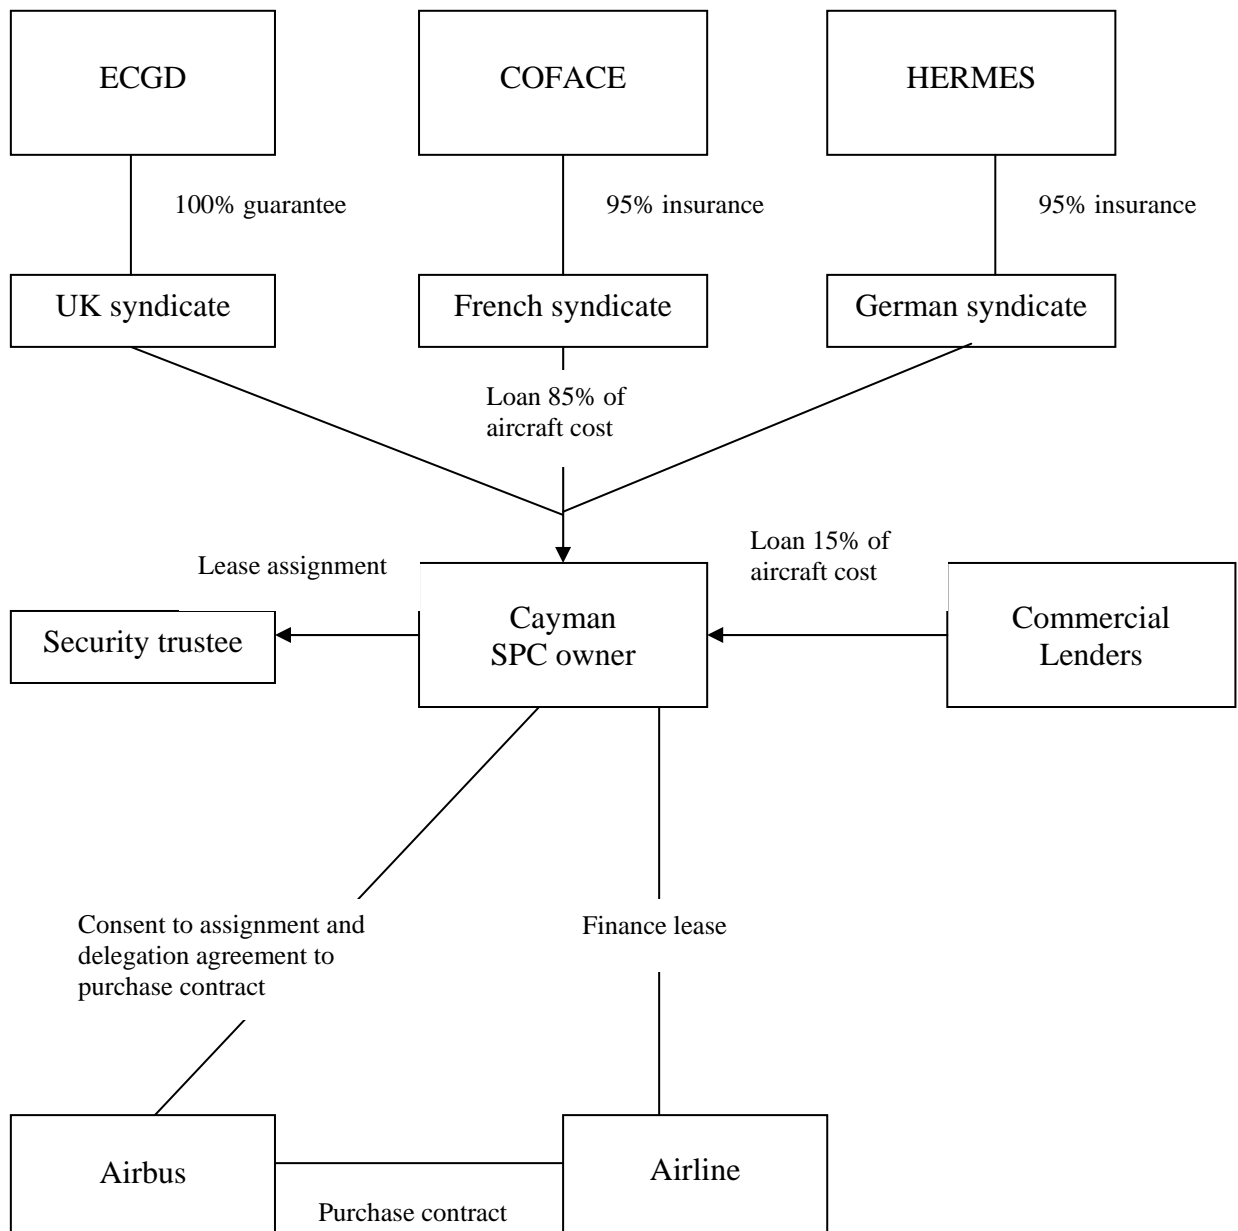 ECGD
COFACE
HERMES
100% guarantee
95% insurance
95% insurance
UK syndicate
French syndicate
German syndicate
Loan 85% of
aircraft cost
Loan 15% of
aircraft cost
Lease assignment
Security trustee
Cayman
SPC owner
Commercial
Lenders
Consent to assignment and
delegation agreement to
purchase contract
Finance lease
Airbus
Airline
Purchase contract